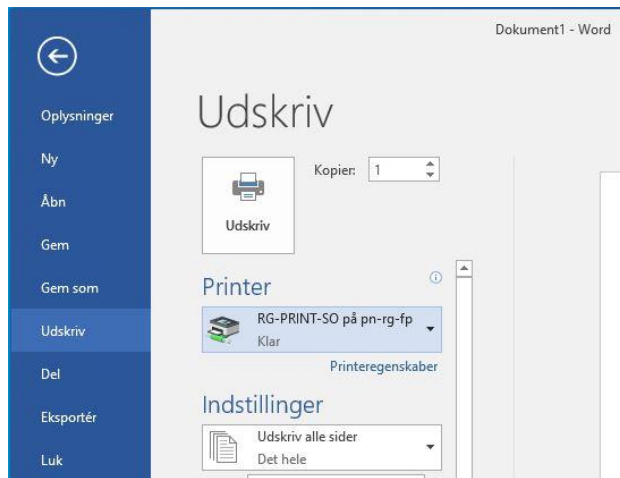 Dokument1 - Word
Oplysninger
Ny
Åbn
Gem
Gem som
Udskriv
Del
Eksportér
Luk
Udskriv
Kopier: 1
Udskriv
Printer
RG-PRINT-SO på pn-rg-fp
Klar
Printeregenskaber
Indstillinger
Udskriv alle sider
Det hele